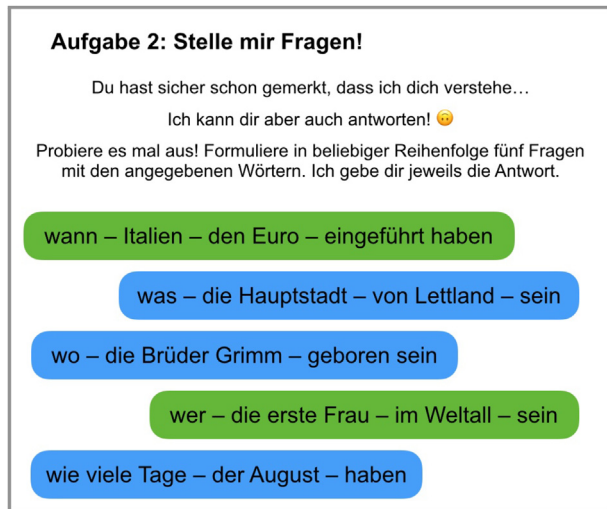 Aufgabe 2: Stelle mir Fragen!
Du hast sicher schon gemerkt, dass ich dich verstehe…
Ich kann dir aber auch antworten! 🙃
Probiere es mal aus! Formuliere in beliebiger Reihenfolge fünf Fragen
mit den angegebenen Wörtern. Ich gebe dir jeweils die Antwort.
wann – Italien – den Euro – eingeführt haben
was – die Hauptstadt – von Lettland – sein
wo – die Brüder Grimm – geboren sein
wer – die erste Frau – im Weltall – sein
wie viele Tage – der August – haben